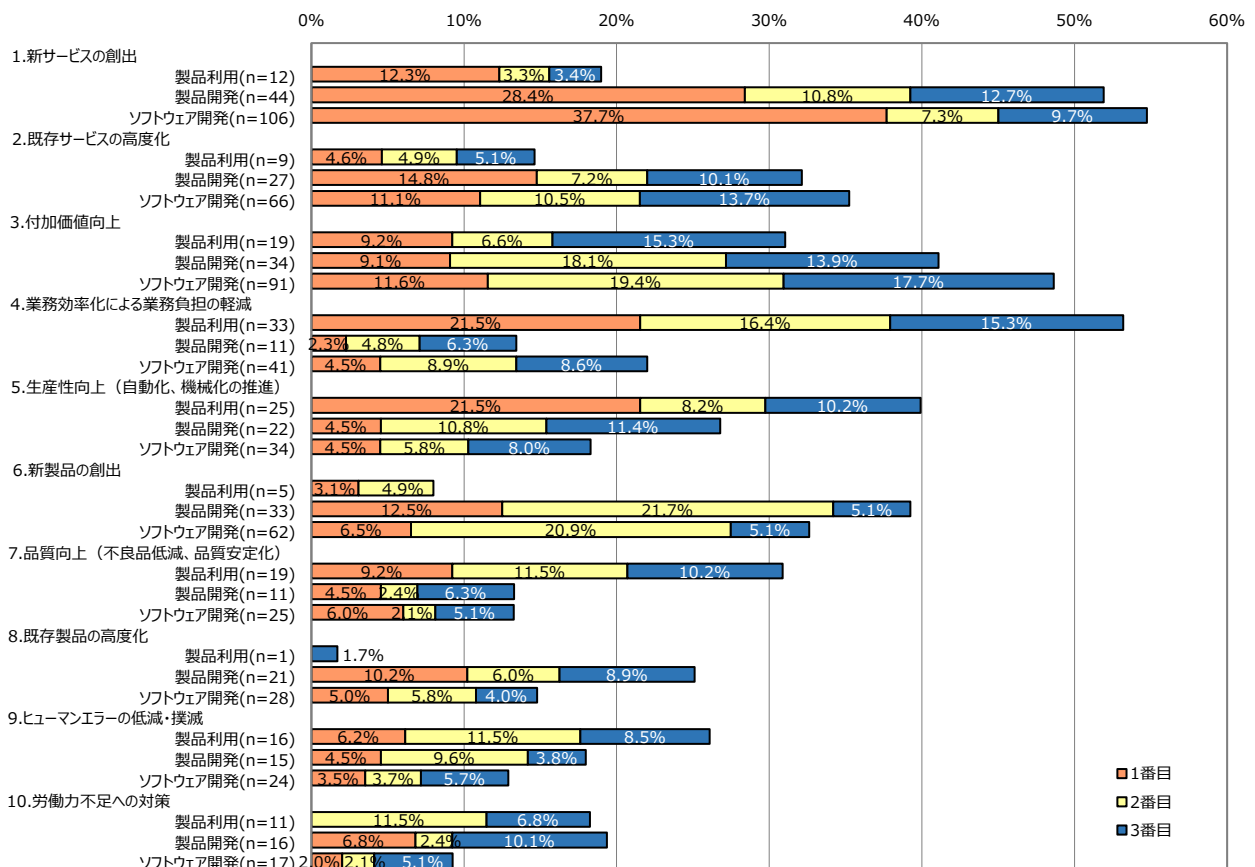 0% 10% 20% 30% 40% 50% 60%
1.新サービスの創出
製品利用(n=12) 12.3% 3.3% 3.4%
製品開発(n=44) 28.4% 10.8% 12.7%
ソフトウェア開発(n=106) 37.7% 7.3% 9.7%
2.既存サービスの高度化
製品利用(n=9) 4.6% 4.9% 5.1%
製品開発(n=27) 14.8% 7.2% 10.1%
ソフトウェア開発(n=66) 11.1% 10.5% 13.7%
3.付加価値向上
製品利用(n=19) 9.2% 6.6% 15.3%
製品開発(n=34) 9.1% 18.1% 13.9%
ソフトウェア開発(n=91) 11.6% 19.4% 17.7%
4.業務効率化による業務負担の軽減
製品利用(n=33) 21.5% 16.4% 15.3%
製品開発(n=11) 2.3% 4.8% 6.3%
ソフトウェア開発(n=41) 4.5% 8.9% 8.6%
5.生産性向上（自動化、機械化の推進）
製品利用(n=25) 21.5% 8.2% 10.2%
製品開発(n=22) 4.5% 10.8% 11.4%
ソフトウェア開発(n=34) 4.5% 5.8% 8.0%
6.新製品の創出
製品利用(n=5) 3.1% 4.9%
製品開発(n=33) 12.5% 21.7% 5.1%
ソフトウェア開発(n=62) 6.5% 20.9% 5.1%
7.品質向上（不良品低減、品質安定化）
製品利用(n=19) 9.2% 11.5% 10.2%
製品開発(n=11) 4.5% 2.4% 6.3%
ソフトウェア開発(n=25) 6.0% 2.1% 5.1%
8.既存製品の高度化
製品利用(n=1) 1.7%
製品開発(n=21) 10.2% 6.0% 8.9%
ソフトウェア開発(n=28) 5.0% 5.8% 4.0%
9.ヒューマンエラーの低減・撲滅
製品利用(n=16) 6.2% 11.5% 8.5%
製品開発(n=15) 4.5% 9.6% 3.8%
ソフトウェア開発(n=24) 3.5% 3.7% 5.7%
10.労働力不足への対策
製品利用(n=11) 11.5% 6.8%
製品開発(n=16) 6.8% 2.4% 10.1%
ソフトウェア開発(n=17) 2.0% 2.1% 5.1%
1番目
2番目
3番目